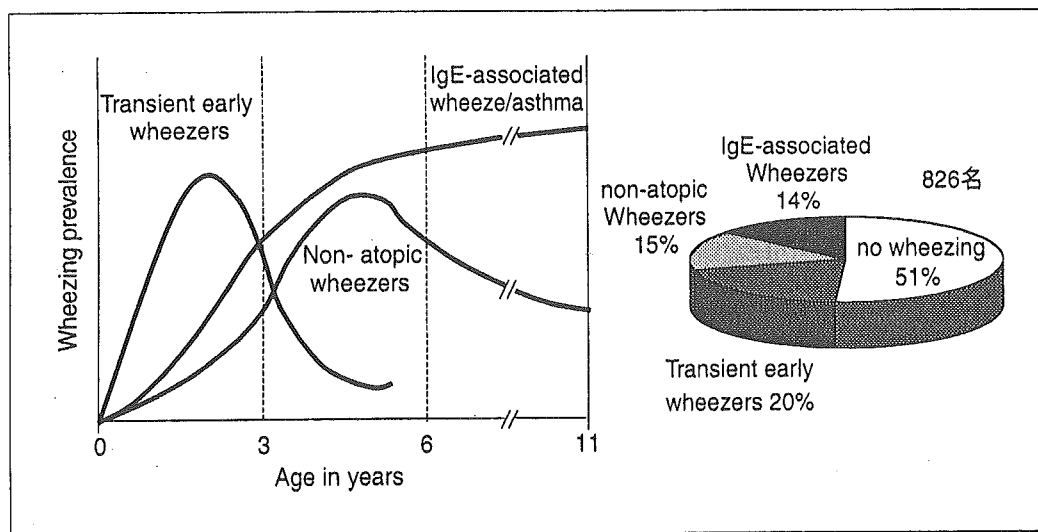 Wheezing prevalence
Transient early
wheezers
IgE-associated
wheeze/asthma
Non- atopic
wheezers
0
3
6
11
Age in years
IgE-associated
Wheezers
14%
826名
non-atopic
Wheezers
15%
no wheezing
51%
Transient early
wheezers 20%